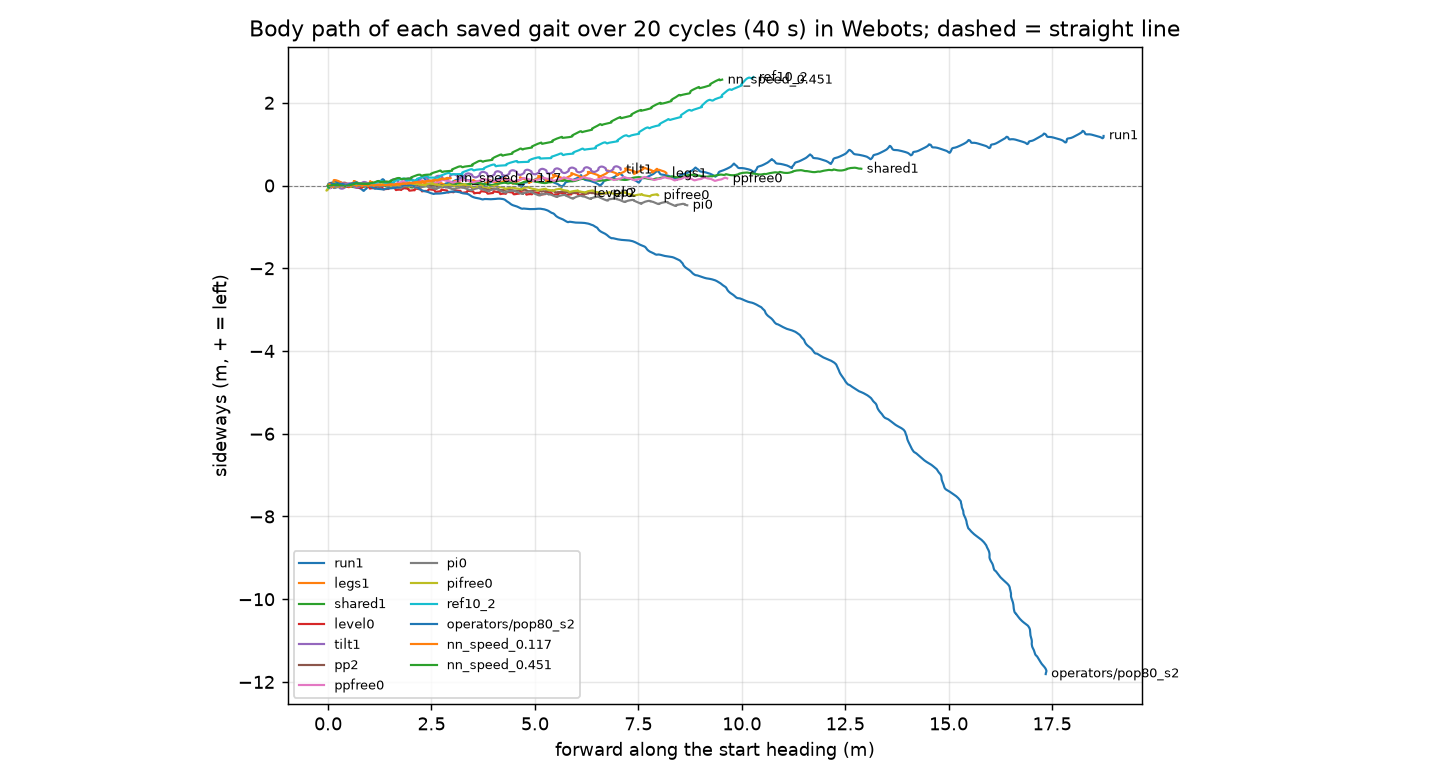 Body path of each saved gait over 20 cycles (40 s) in Webots; dashed = straight line
sideways (m, + = left)
2
0
−2
−4
−6
−8
−10
−12
ref10_2
nn_speed_0.451
run1
tilt1
legs1
shared1
nn_speed_0.117
ppfree0
level0
pp2
pifree0
pi0
operators/pop80_s2
run1
legs1
shared1
level0
tilt1
pp2
ppfree0
pi0
pifree0
ref10_2
operators/pop80_s2
nn_speed_0.117
nn_speed_0.451
0.0
2.5
5.0
7.5
10.0
12.5
15.0
17.5
forward along the start heading (m)